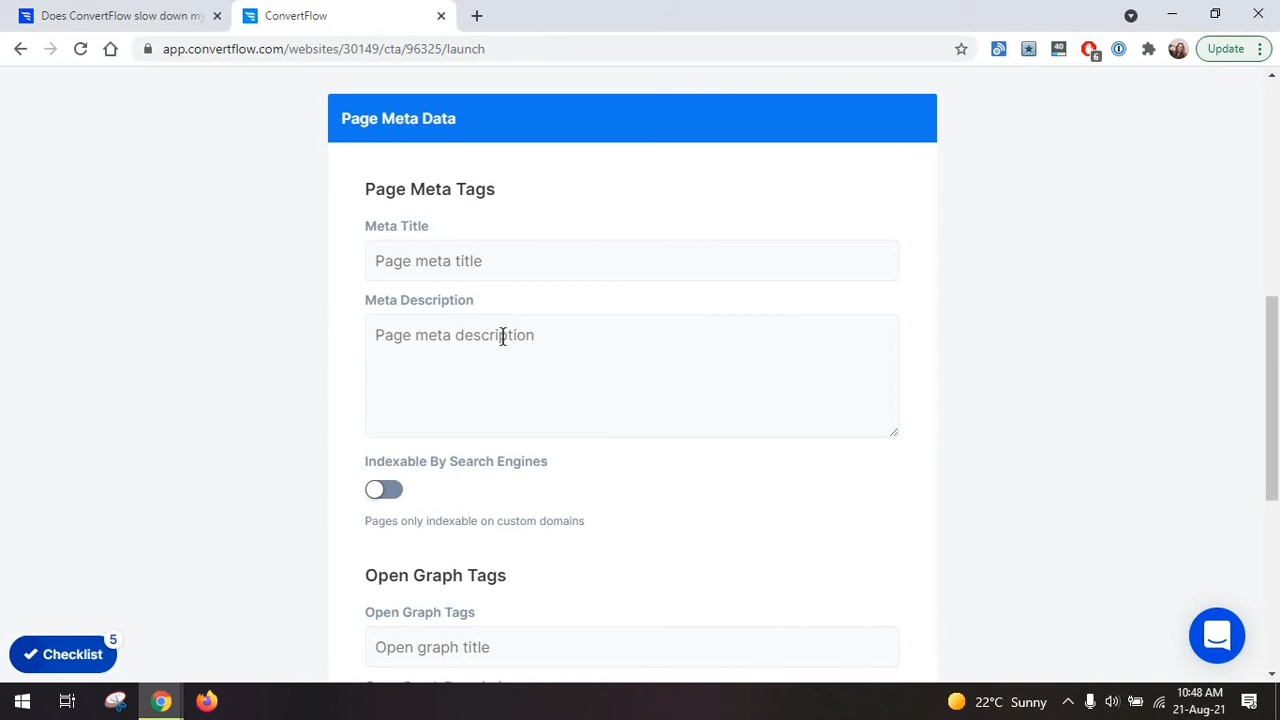 Does ConvertFlow slow down my
ConvertFlow
app.convertflow.com/websites/30149/cta/96325/launch
40
6
Update
Page Meta Data
Page Meta Tags
Meta Title
Page meta title
Meta Description
Page meta description
Indexable By Search Engines
Pages only indexable on custom domains
Open Graph Tags
Open Graph Tags
Open graph title
Checklist
5
22°C Sunny
10:48 AM
21-Aug-21